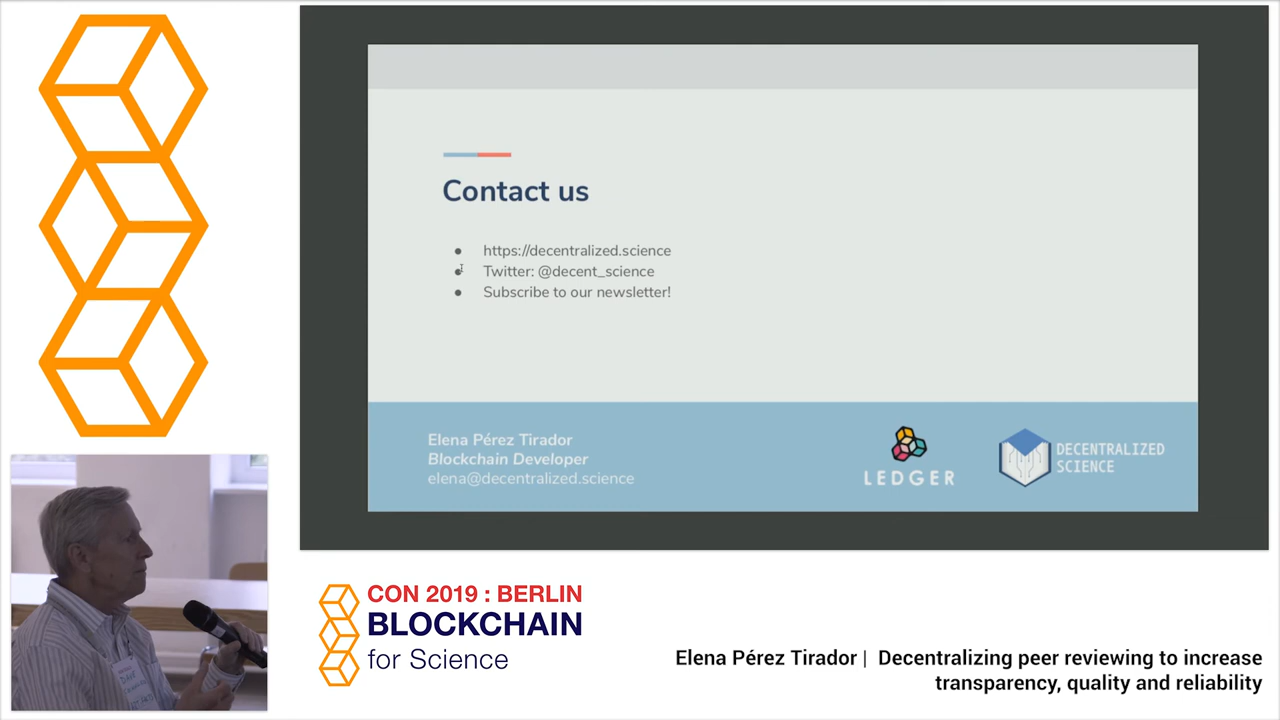 Contact us
https://decentralized.science
Twitter: @decent_science
Subscribe to our newsletter!
Elena Pérez Tirador
Blockchain Developer
elena@decentralized.science
LEDGER
DECENTRALIZED
SCIENCE
DAVE
CON 2019 : BERLIN
BLOCKCHAIN
for Science
Elena Pérez Tirador | Decentralizing peer reviewing to increase
transparency, quality and reliability